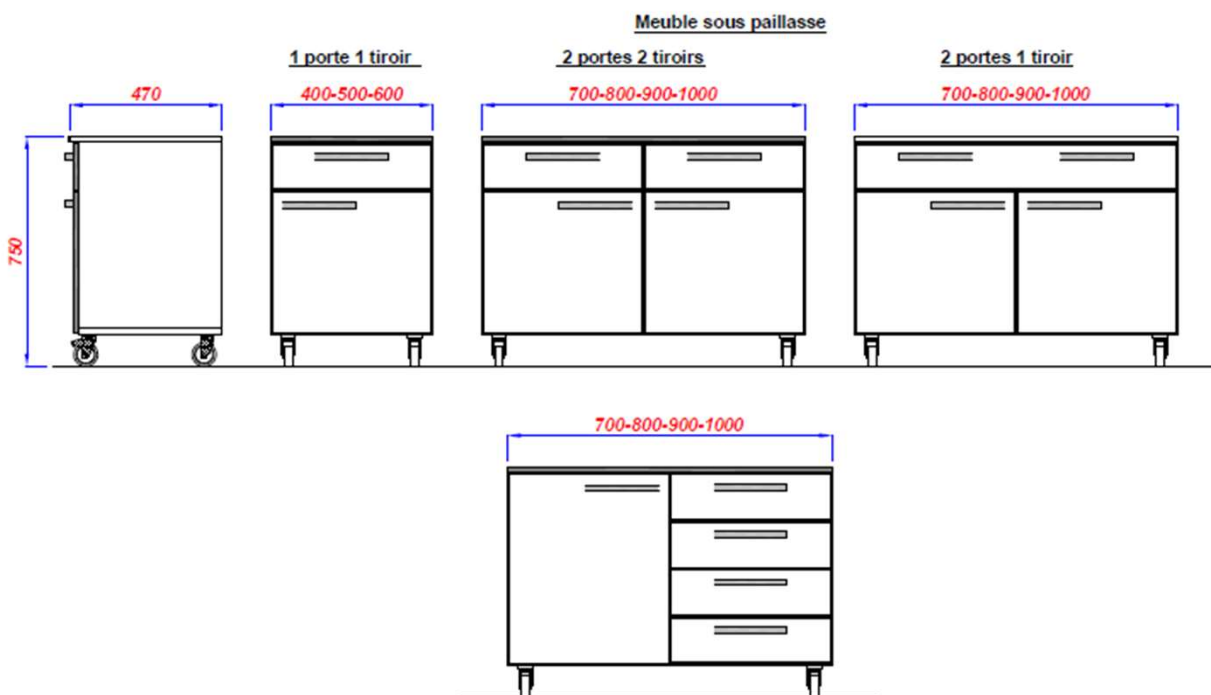 Meuble sous paillasse
1 porte 1 tiroir
2 portes 2 tiroirs
2 portes 1 tiroir
470
400-500-600
700-800-900-1000
700-800-900-1000
750
700-800-900-1000